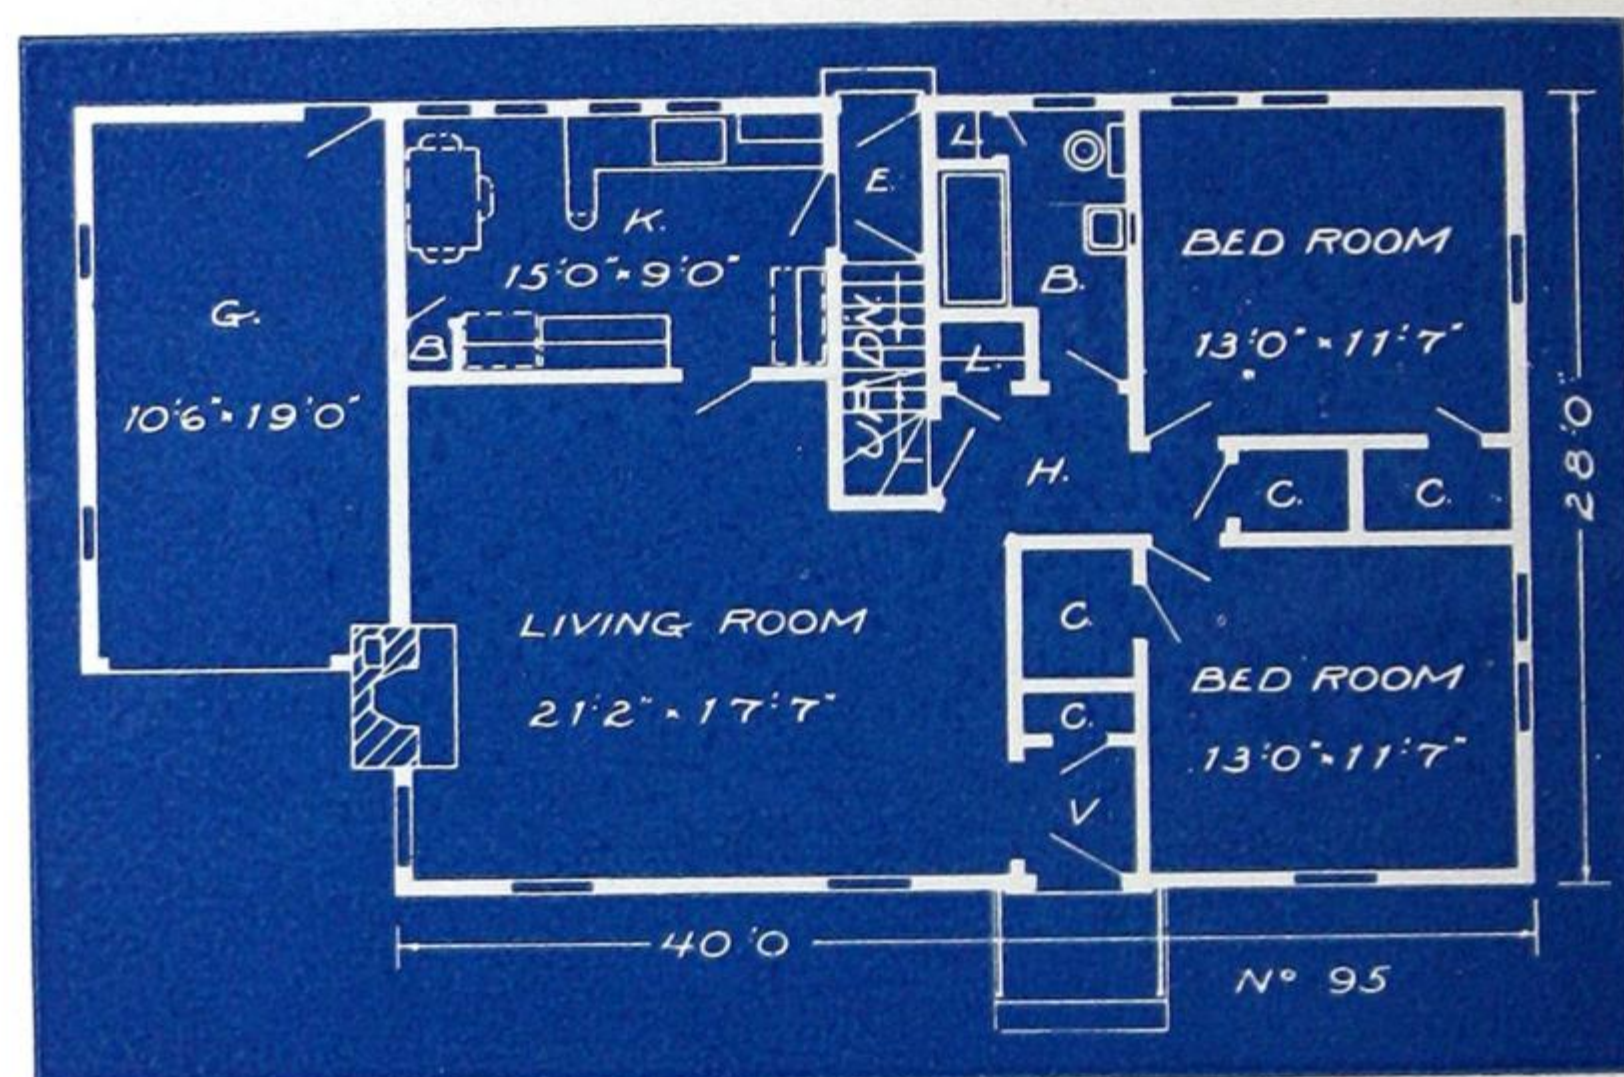 G.
10'6" × 19'0"
K.
15'0" × 9'0"
B
E.
DN.
UP
L.
L.
B.
BED ROOM
13'0" × 11'7"
H.
C.
C.
28'0"
LIVING ROOM
21'2" × 17'7"
C.
C.
V
BED ROOM
13'0" × 11'7"
40'0
Nº 95